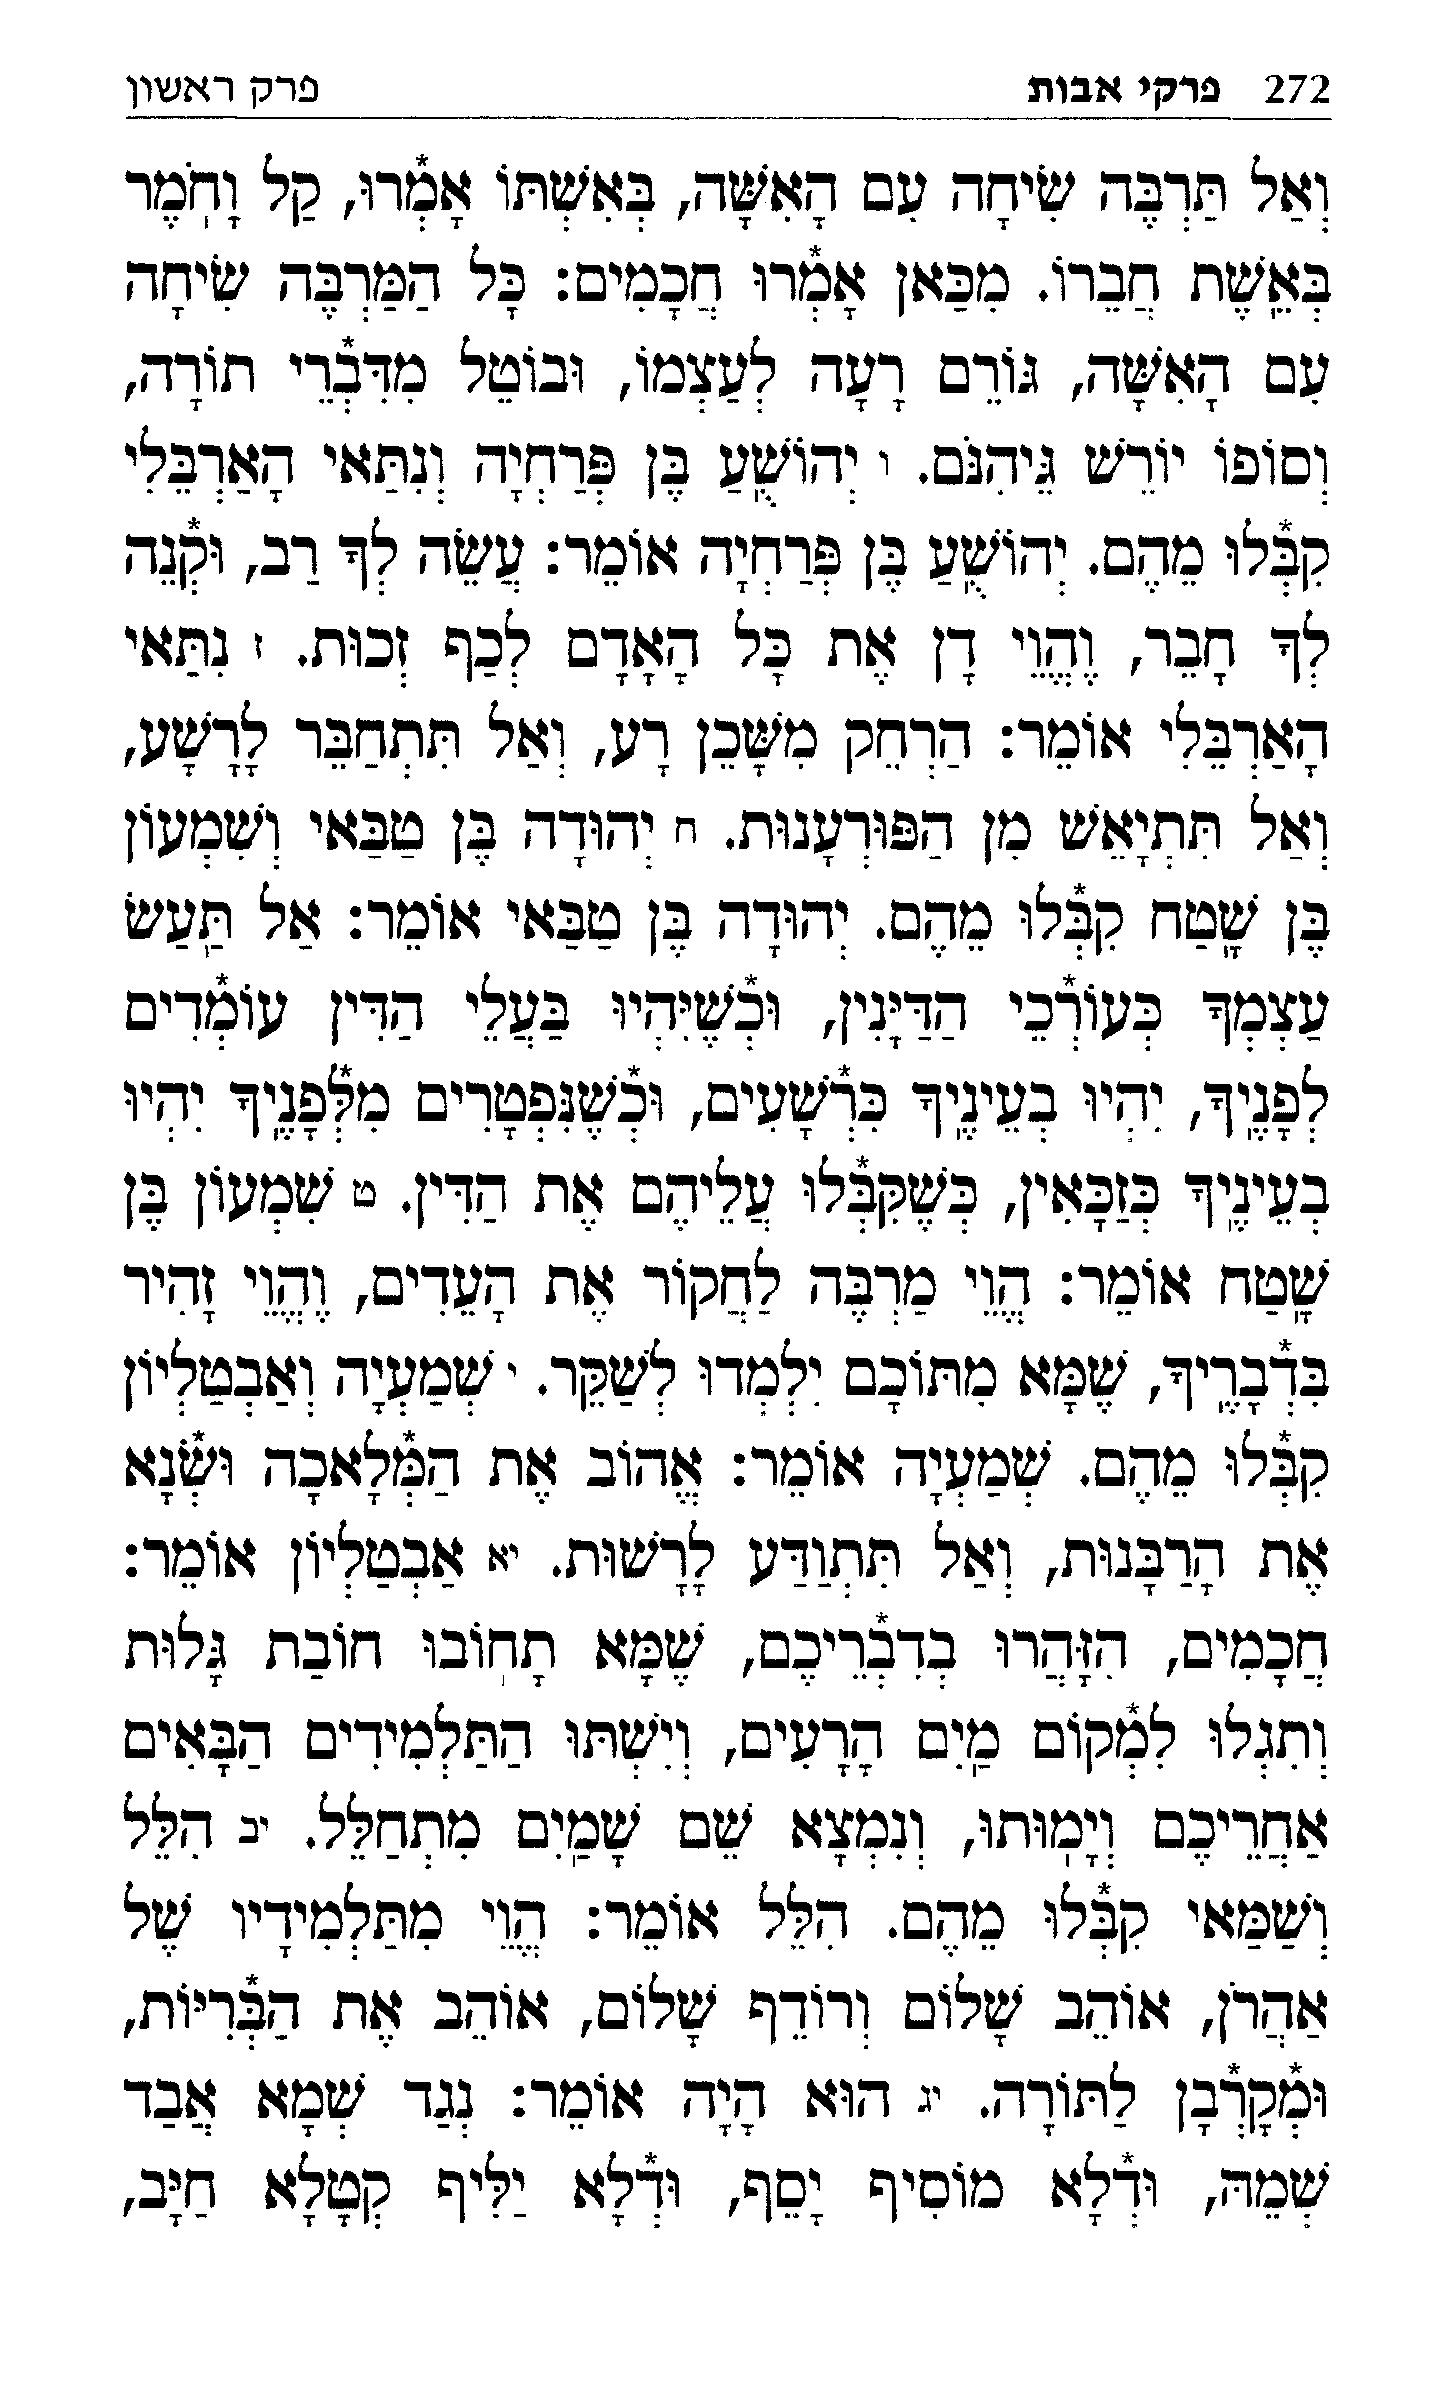 272 פרקי אבות פרק ראשון
וְאַל תַּרְבֶּה שִׂיחָה עִם הָאִשָּׁה, בְּאִשְׁתּוֹ אָמְ֯רוּ, קַל וָחֹֽמֶר
בְּאֵֽשֶׁת חֲבֵרוֹ. מִכַּאן אָמְ֯רוּ חֲכָמִים: כָּל הַמַּרְבֶּה שִׂיחָה
עִם הָאִשָּׁה, גּוֹרֵם רָעָה לְעַצְמוֹ, וּבוֹטֵל מִדִּבְ֯רֵי תוֹרָה,
וְסוֹפוֹ יוֹרֵשׁ גֵּיהִנֹּם. ו יְהוֹשֻֽׁעַ בֶּן פְּרַחְיָה וְנִתַּאי הָאַרְבֵּלִי
קִבְּ֯לוּ מֵהֶם. יְהוֹשֻֽׁעַ בֶּן פְּרַחְיָה אוֹמֵר: עֲשֵׂה לְךָ רַב, וּקְ֯נֵה
לְךָ חָבֵר, וֶהֱוֵי דָן אֶת כָּל הָאָדָם לְכַף זְכוּת. ז נִתַּאי
הָאַרְבֵּלִי אוֹמֵר: הַרְחֵק מִשָּׁכֵן רָע, וְאַל תִּתְחַבֵּר לָרָשָׁע,
וְאַל תִּתְיָאֵשׁ מִן הַפּוּרְעָנוּת. ח יְהוּדָה בֶּן טַבַּאי וְשִׁמְעוֹן
בֶּן שָֽׁטַח קִבְּ֯לוּ מֵהֶם. יְהוּדָה בֶּן טַבַּאי אוֹמֵר: אַל תַּֽעַשׂ
עַצְמְךָ כְּעוֹרְ֯כֵי הַדַּיָּנִין, וּכְ֯שֶׁיִּהְיוּ בַּעֲלֵי הַדִּין עוֹמְ֯דִים
לְפָנֶֽיךָ, יִהְיוּ בְעֵינֶֽיךָ כִּרְ֯שָׁעִים, וּכְ֯שֶׁנִּפְטָרִים מִלְּ֯פָנֶֽיךָ יִהְיוּ
בְעֵינֶֽיךָ כְּזַכָּאִין, כְּשֶׁקִּבְּ֯לוּ עֲלֵיהֶם אֶת הַדִּין. ט שִׁמְעוֹן בֶּן
שָֽׁטַח אוֹמֵר: הֱוֵי מַרְבֶּה לַחֲקוֹר אֶת הָעֵדִים, וֶהֱוֵי זָהִיר
בִּדְ֯בָרֶֽיךָ, שֶׁמָּא מִתּוֹכָם יִלְמְדוּ לְשַׁקֵּר. י שְׁמַעְיָה וְאַבְטַלְיוֹן
קִבְּ֯לוּ מֵהֶם. שְׁמַעְיָה אוֹמֵר: אֱהוֹב אֶת הַמְּ֯לָאכָה וּשְׂ֯נָא
אֶת הָרַבָּנוּת, וְאַל תִּתְוַדַּע לָרָשׁוּת. יא אַבְטַלְיוֹן אוֹמֵר:
חֲכָמִים, הִזָּהֲרוּ בְדִבְ֯רֵיכֶם, שֶׁמָּא תָחֽוֹבוּ חוֹבַת גָּלוּת
וְתִגְלוּ לִמְ֯קוֹם מַֽיִם הָרָעִים, וְיִשְׁתּוּ הַתַּלְמִידִים הַבָּאִים
אַחֲרֵיכֶם וְיָמֽוּתוּ, וְנִמְצָא שֵׁם שָׁמַֽיִם מִתְחַלֵּל. יב הִלֵּל
וְשַׁמַּאי קִבְּ֯לוּ מֵהֶם. הִלֵּל אוֹמֵר: הֱוֵי מִתַּלְמִידָיו שֶׁל
אַהֲרֹן, אוֹהֵב שָׁלוֹם וְרוֹדֵף שָׁלוֹם, אוֹהֵב אֶת הַבְּ֯רִיּוֹת,
וּמְ֯קָרְ֯בָן לַתּוֹרָה. יג הוּא הָיָה אוֹמֵר: נְגַד שְׁמָא אֲבַד
שְׁמֵהּ, וּדְ֯לָא מוֹסִיף יָסֵף, וּדְ֯לָא יַלִּיף קְטָלָא חַיָּב,